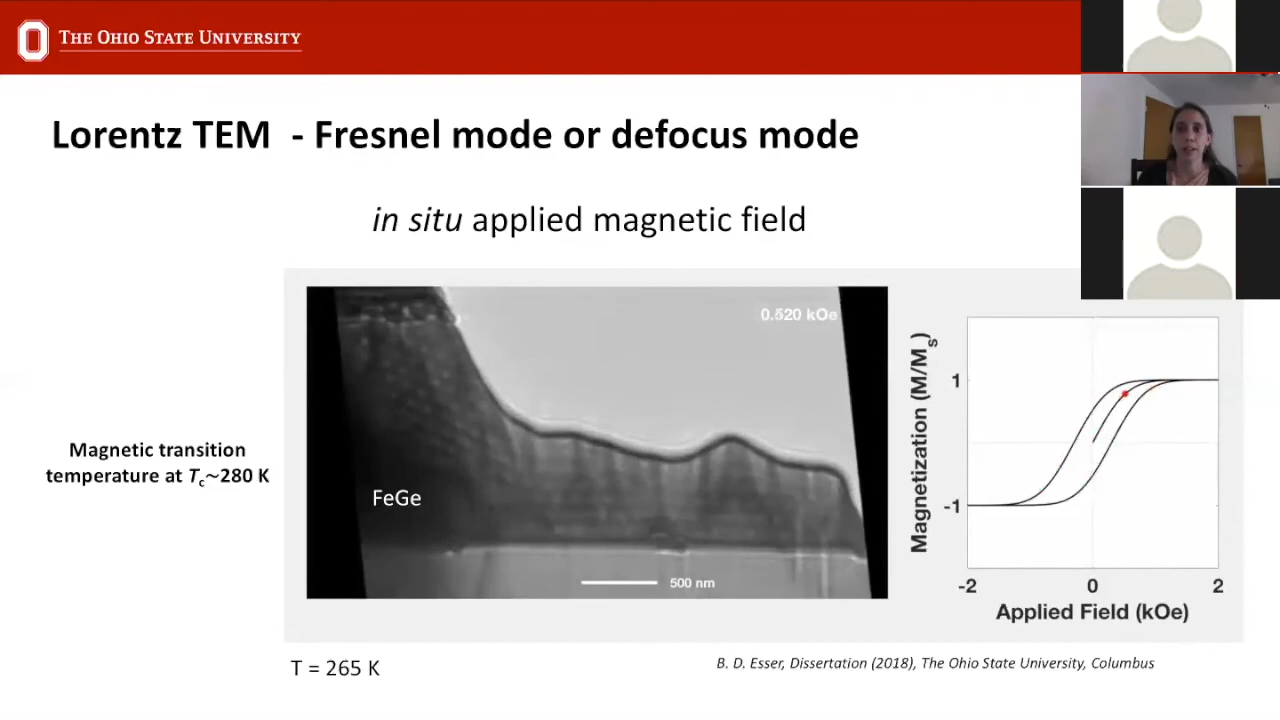 THE OHIO STATE UNIVERSITY
Lorentz TEM - Fresnel mode or defocus mode
in situ applied magnetic field
Magnetic transition
temperature at Tc~280 K
0.520 kOe
FeGe
500 nm
Magnetization (M/Ms)
1
-1
-2 0 2
Applied Field (kOe)
T = 265 K
B. D. Esser, Dissertation (2018), The Ohio State University, Columbus